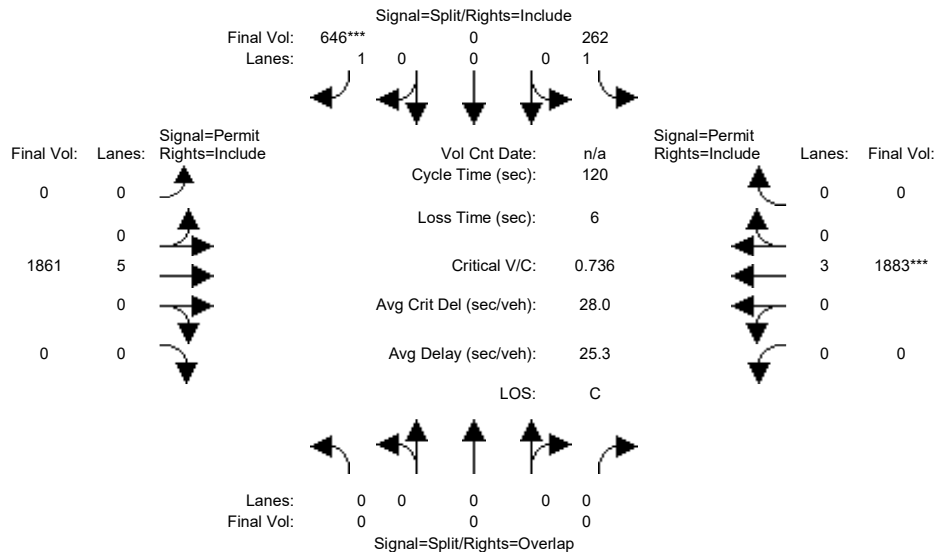 Signal=Split/Rights=Include
Final Vol: 646*** 0 262
Lanes: 1 0 0 0 1
Signal=Permit Signal=Permit
Final Vol: Lanes: Rights=Include Vol Cnt Date: n/a Rights=Include Lanes: Final Vol:
Cycle Time (sec): 120
0 0 0 0
Loss Time (sec): 6
0 0
1861 5 Critical V/C: 0.736 3 1883***
0 Avg Crit Del (sec/veh): 28.0 0
0 0 Avg Delay (sec/veh): 25.3 0 0
LOS: C
Lanes: 0 0 0 0 0
Final Vol: 0 0 0
Signal=Split/Rights=Overlap